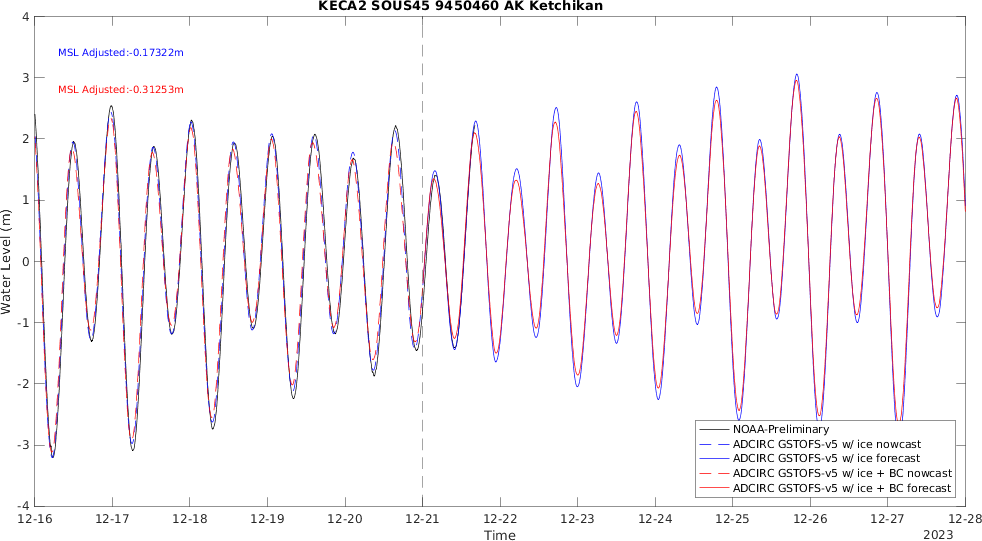 KECA2 SOUS45 9450460 AK Ketchikan
4
3
2
1
0
-1
-2
-3
-4
Water Level (m)
MSL Adjusted:-0.17322m
MSL Adjusted:-0.31253m
NOAA-Preliminary
ADCIRC GSTOFS-v5 w/ ice nowcast
ADCIRC GSTOFS-v5 w/ ice forecast
ADCIRC GSTOFS-v5 w/ ice + BC nowcast
ADCIRC GSTOFS-v5 w/ ice + BC forecast
12-16 12-17 12-18 12-19 12-20 12-21 12-22 12-23 12-24 12-25 12-26 12-27 12-28
Time
2023